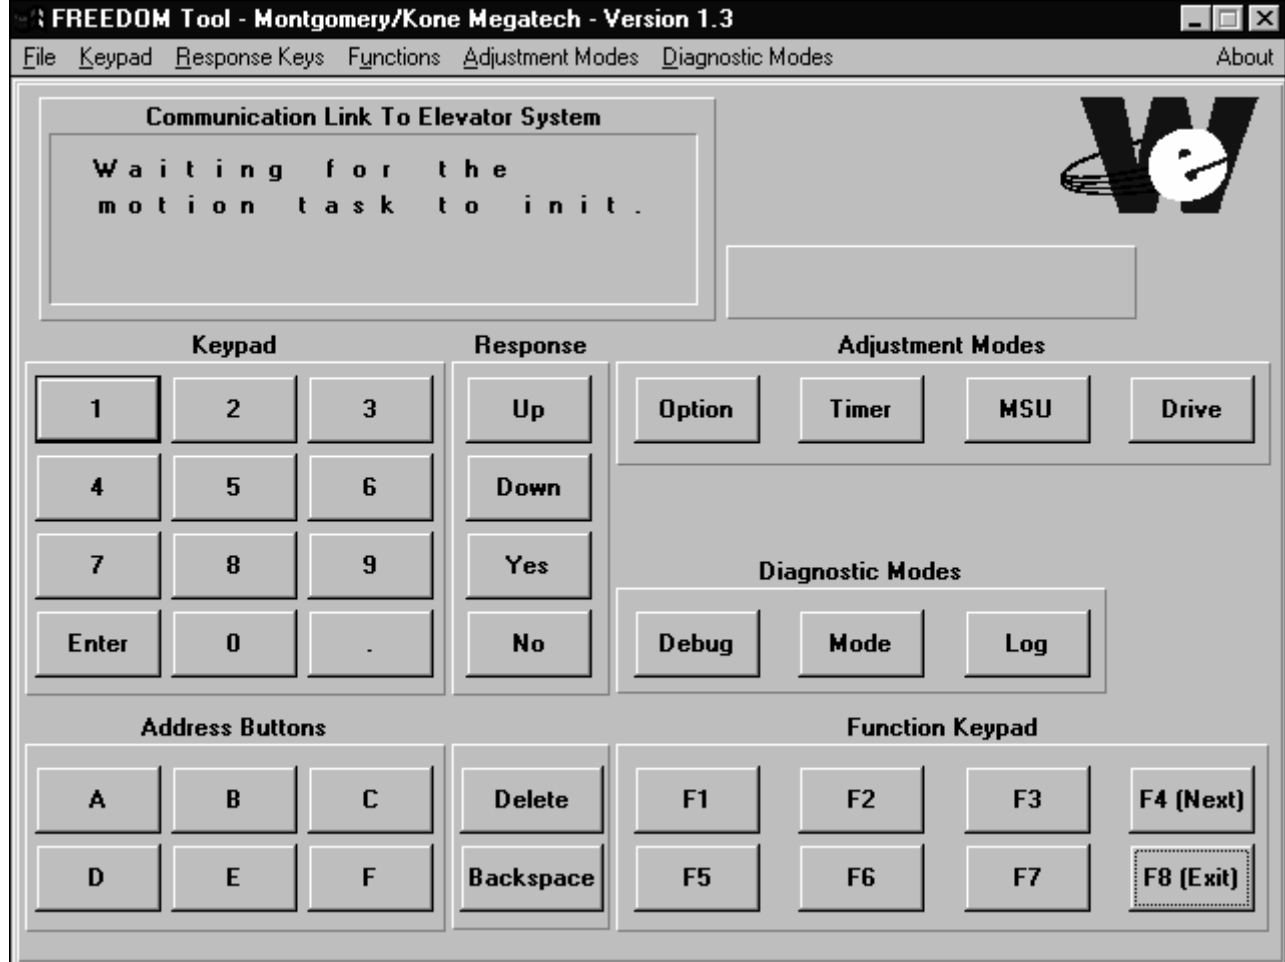 FREEDOM Tool - Montgomery/Kone Megatech - Version 1.3
File Keypad Response Keys Functions Adjustment Modes Diagnostic Modes About
Communication Link To Elevator System
Waiting for the
motion task to init.
We
Keypad Response Adjustment Modes
1 2 3 Up Option Timer MSU Drive
4 5 6 Down
7 8 9 Yes
Diagnostic Modes
Enter 0 . No Debug Mode Log
Address Buttons Function Keypad
A B C Delete F1 F2 F3 F4 (Next)
D E F Backspace F5 F6 F7 F8 (Exit)